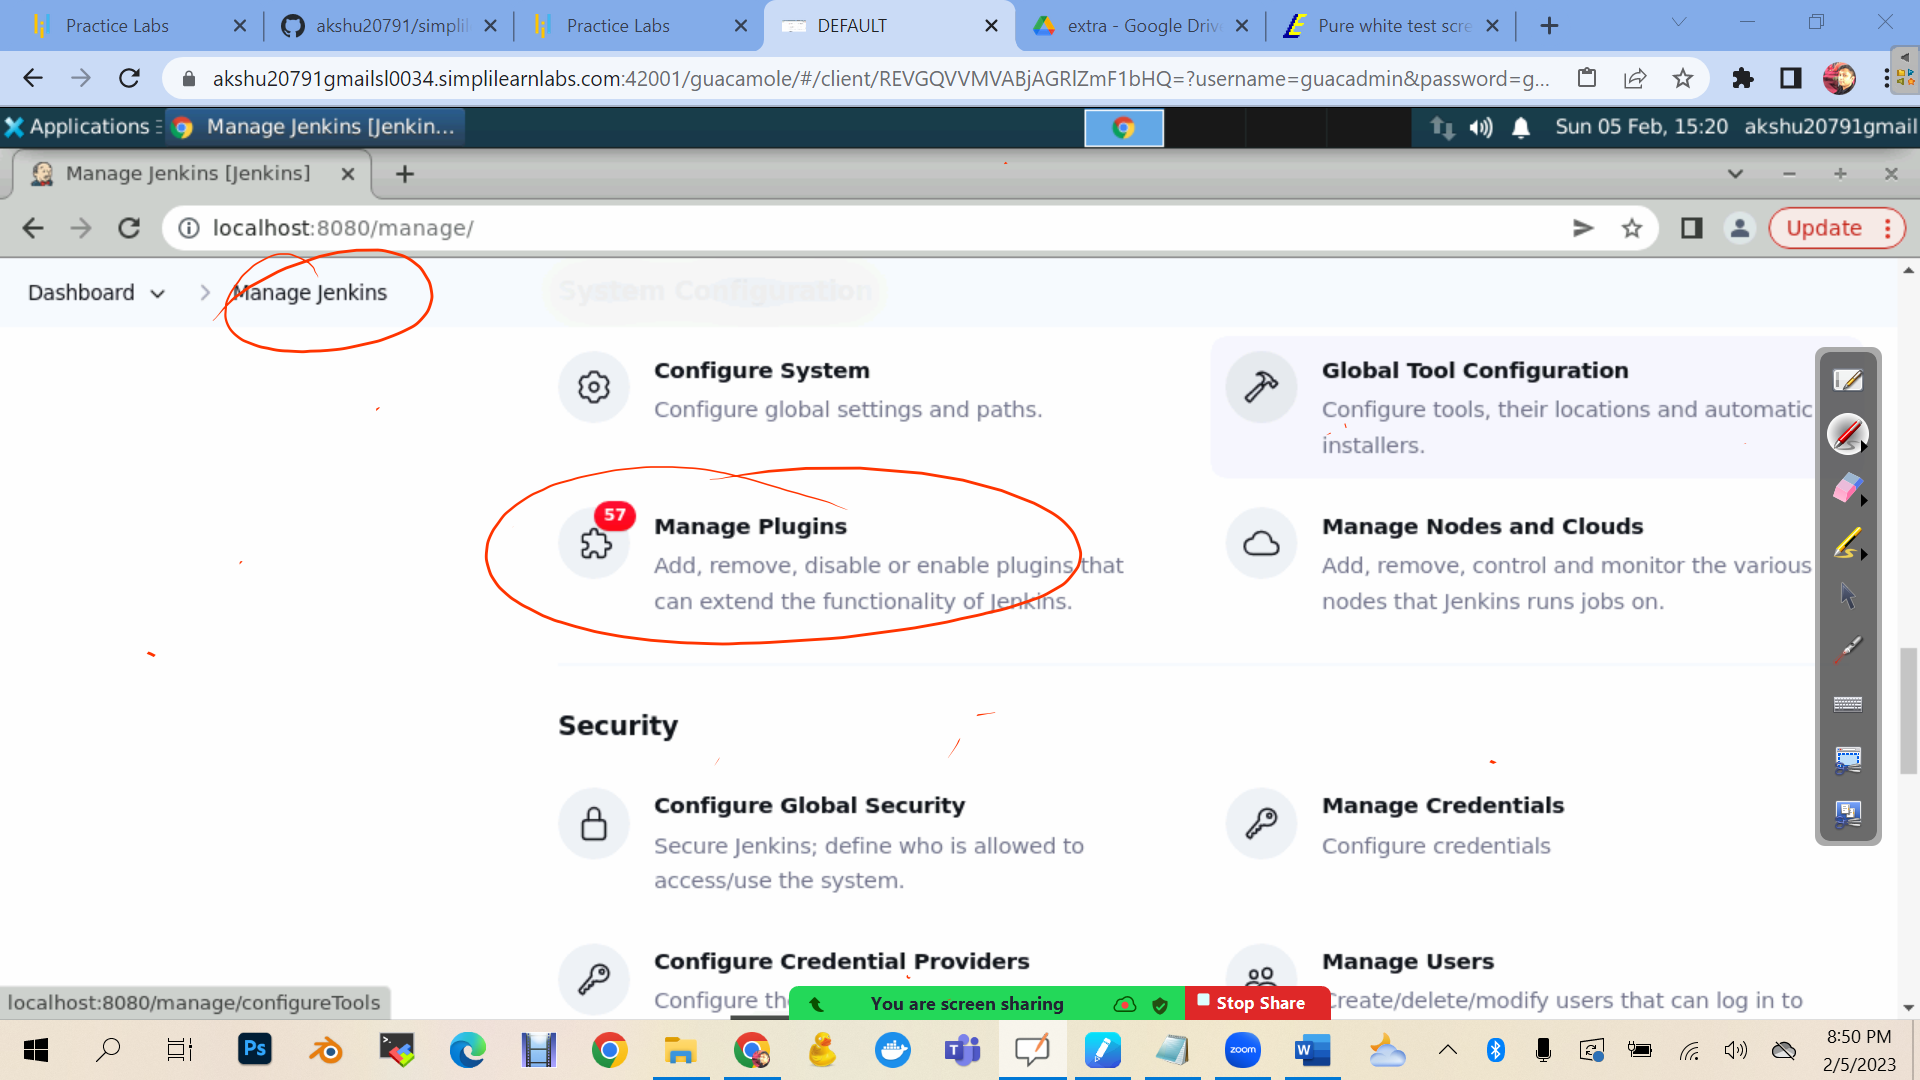 Practice Labs
akshu20791/simplil
Practice Labs
DEFAULT
extra - Google Drive
Pure white test scre
akshu20791gmailsl0034.simplilearnlabs.com:42001/guacamole/#/client/REVGQVVMVABjAGRlZmF1bHQ=?username=guacadmin&password=g...
Applications
Manage Jenkins [Jenkin...
Sun 05 Feb, 15:20
akshu20791gmail
Manage Jenkins [Jenkins]
localhost:8080/manage/
Update
Dashboard
Manage Jenkins
System Configuration
Configure System
Configure global settings and paths.
Global Tool Configuration
Configure tools, their locations and automatic
installers.
57
Manage Plugins
Add, remove, disable or enable plugins that
can extend the functionality of Jenkins.
Manage Nodes and Clouds
Add, remove, control and monitor the various
nodes that Jenkins runs jobs on.
Security
Configure Global Security
Secure Jenkins; define who is allowed to
access/use the system.
Manage Credentials
Configure credentials
Configure Credential Providers
Configure the
Manage Users
Create/delete/modify users that can log in to
localhost:8080/manage/configureTools
You are screen sharing
Stop Share
Ps
zoom
W
8:50 PM
2/5/2023